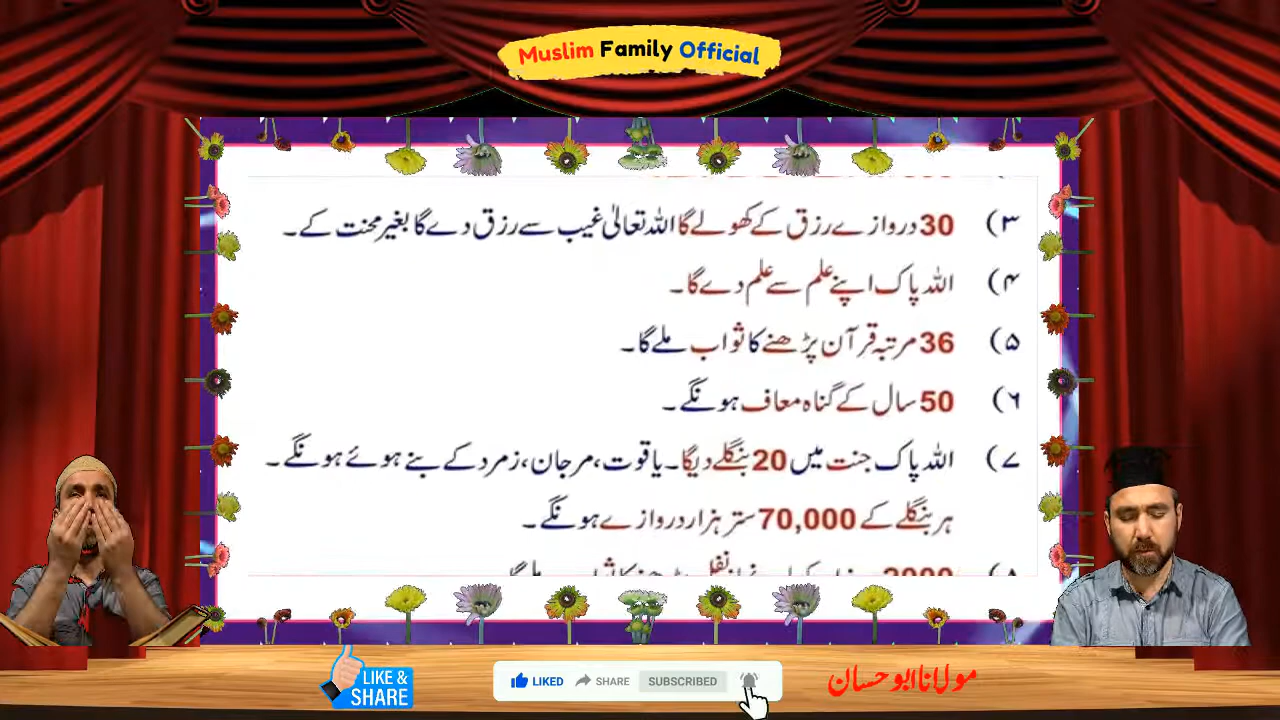 Muslim Family Official
۳) 30 دروازے رزق کے کھولے گا اللہ تعالیٰ غیب سے رزق دے گا بغیر محنت کے۔
۴) اللہ پاک اپنے علم سے علم دے گا۔
۵) 36 مرتبہ قرآن پڑھنے کا ثواب ملے گا۔
۶) 50 سال کے گناہ معاف ہونگے۔
۷) اللہ پاک جنت میں 20 بنگلے دیگا۔ یاقوت، مرجان، زمرد کے بنے ہوئے ہونگے۔
ہر بنگلے کے 70,000 ستر ہزار دروازے ہونگے۔
LIKE &
SHARE
LIKED SHARE SUBSCRIBED
مولانا ابو حسان